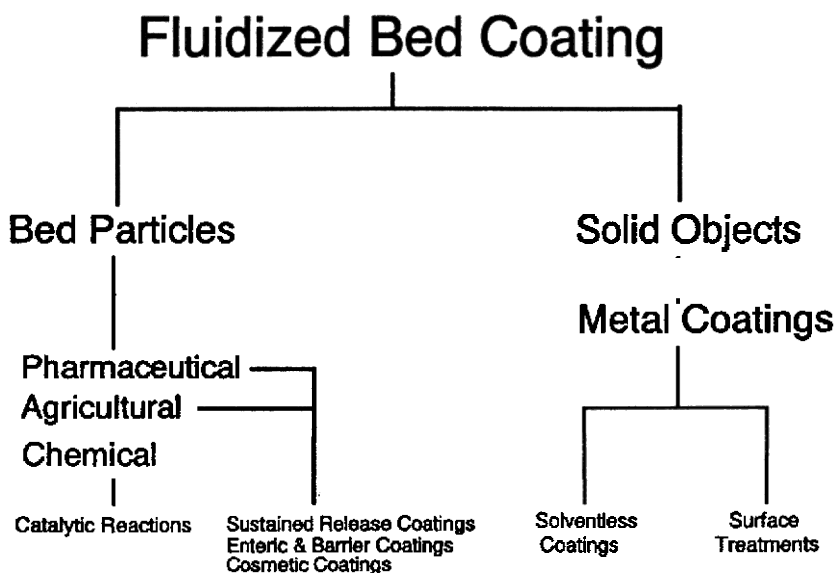 Fluidized Bed Coating
Bed Particles
Solid Objects
Metal Coatings
Pharmaceutical
Agricultural
Chemical
Catalytic Reactions
Sustained Release Coatings
Enteric & Barrier Coatings
Cosmetic Coatings
Solventless
Coatings
Surface
Treatments